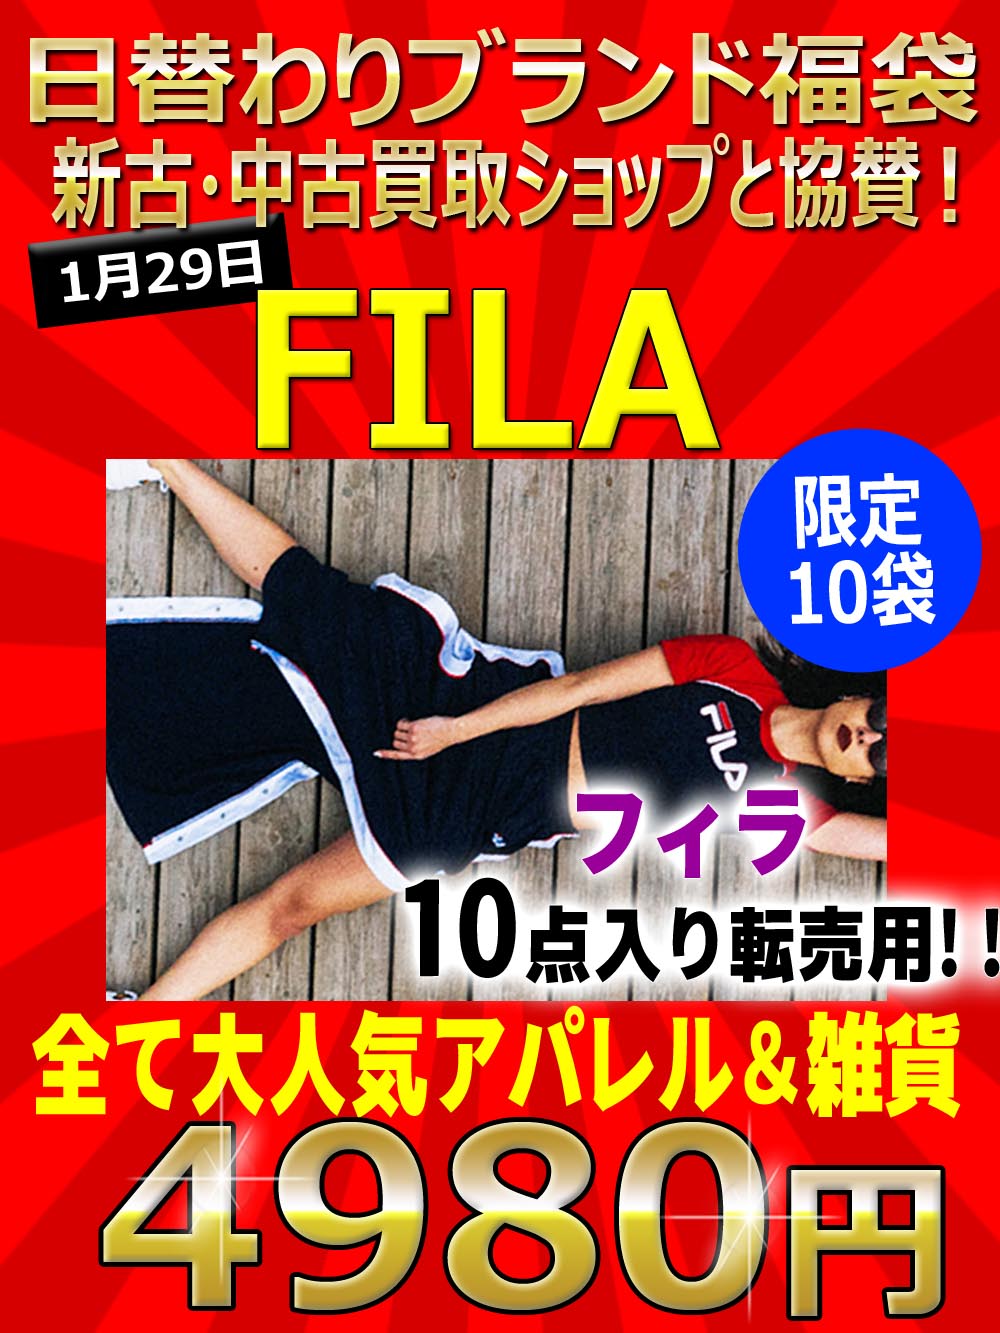 日替わりブランド福袋
新古・中古買取ショップと協賛！
1月29日
FILA
限定
10袋
FILA
フィラ
10点入り転売用！！
全て大人気アパレル＆雑貨
4980円